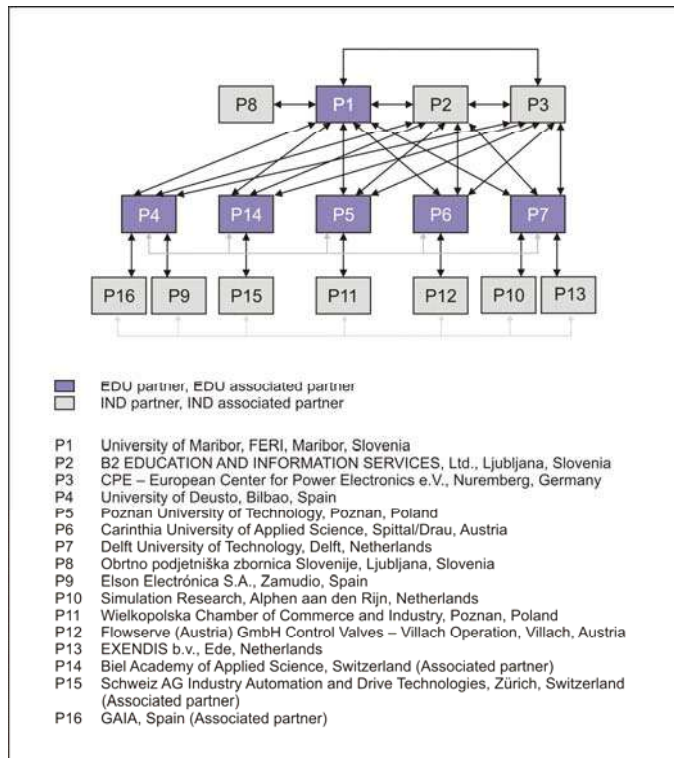 P8 P1 P2 P3
P4 P14 P5 P6 P7
P16 P9 P15 P11 P12 P10 P13
EDU partner, EDU associated partner
IND partner, IND associated partner
P1 University of Maribor, FERI, Maribor, Slovenia
P2 B2 EDUCATION AND INFORMATION SERVICES, Ltd., Ljubljana, Slovenia
P3 CPE – European Center for Power Electronics e.V., Nuremberg, Germany
P4 University of Deusto, Bilbao, Spain
P5 Poznan University of Technology, Poznan, Poland
P6 Carinthia University of Applied Science, Spittal/Drau, Austria
P7 Delft University of Technology, Delft, Netherlands
P8 Obrtno podjetniška zbornica Slovenije, Ljubljana, Slovenia
P9 Elson Electrónica S.A., Zamudio, Spain
P10 Simulation Research, Alphen aan den Rijn, Netherlands
P11 Wielkopolska Chamber of Commerce and Industry, Poznan, Poland
P12 Flowserve (Austria) GmbH Control Valves – Villach Operation, Villach, Austria
P13 EXENDIS b.v., Ede, Netherlands
P14 Biel Academy of Applied Science, Switzerland (Associated partner)
P15 Schweiz AG Industry Automation and Drive Technologies, Zürich, Switzerland
(Associated partner)
P16 GAIA, Spain (Associated partner)